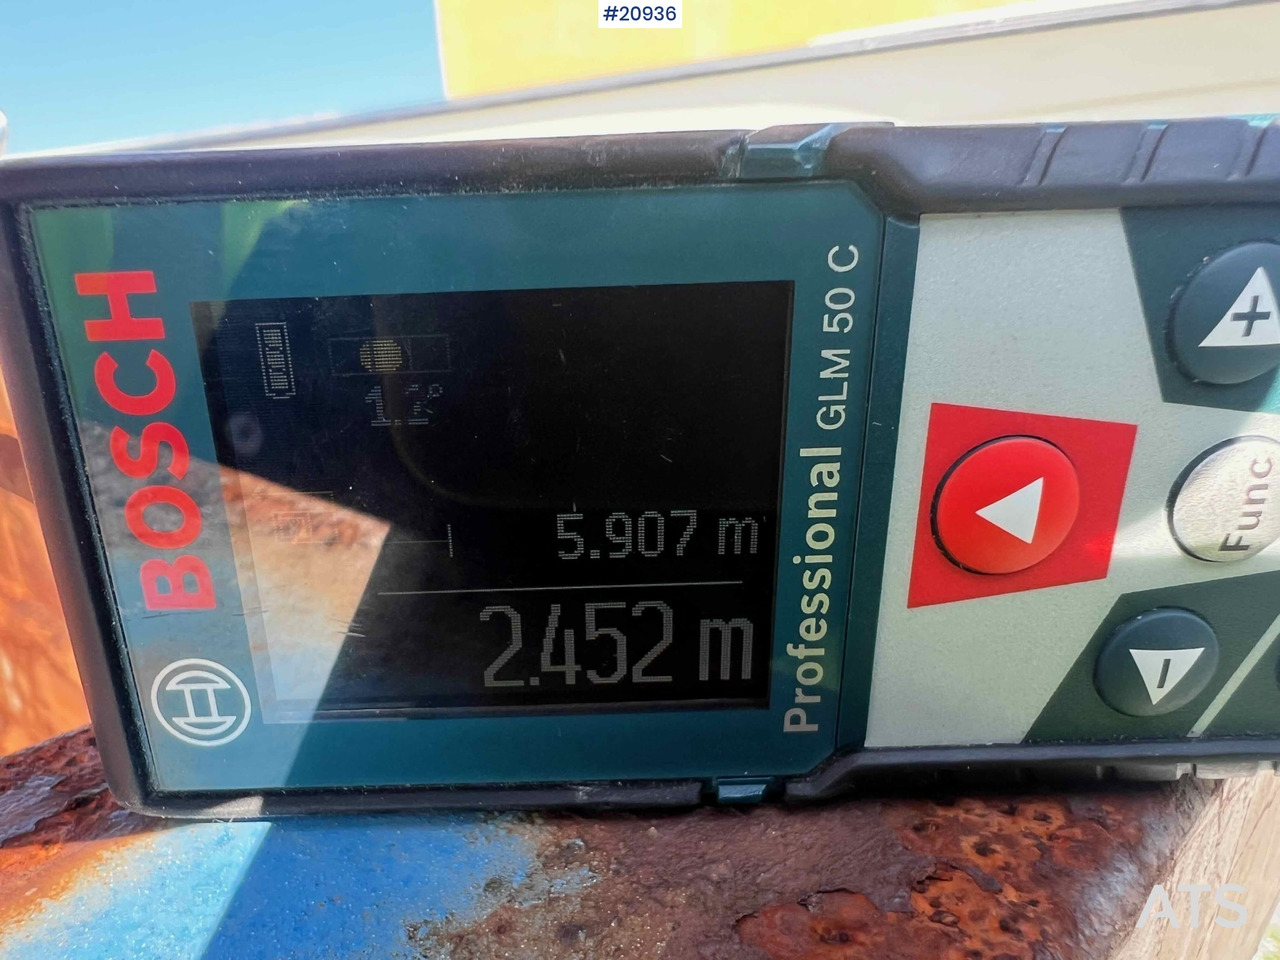 #20936
BOSCH
Professional GLM 50 C
5.907 m
2.452 m
Func
ATS